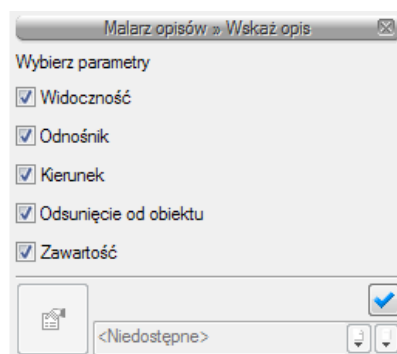 Malarz opisów » Wskaż opis
Wybierz parametry
Widoczność
Odnośnik
Kierunek
Odsunięcie od obiektu
Zawartość
<Niedostępne>